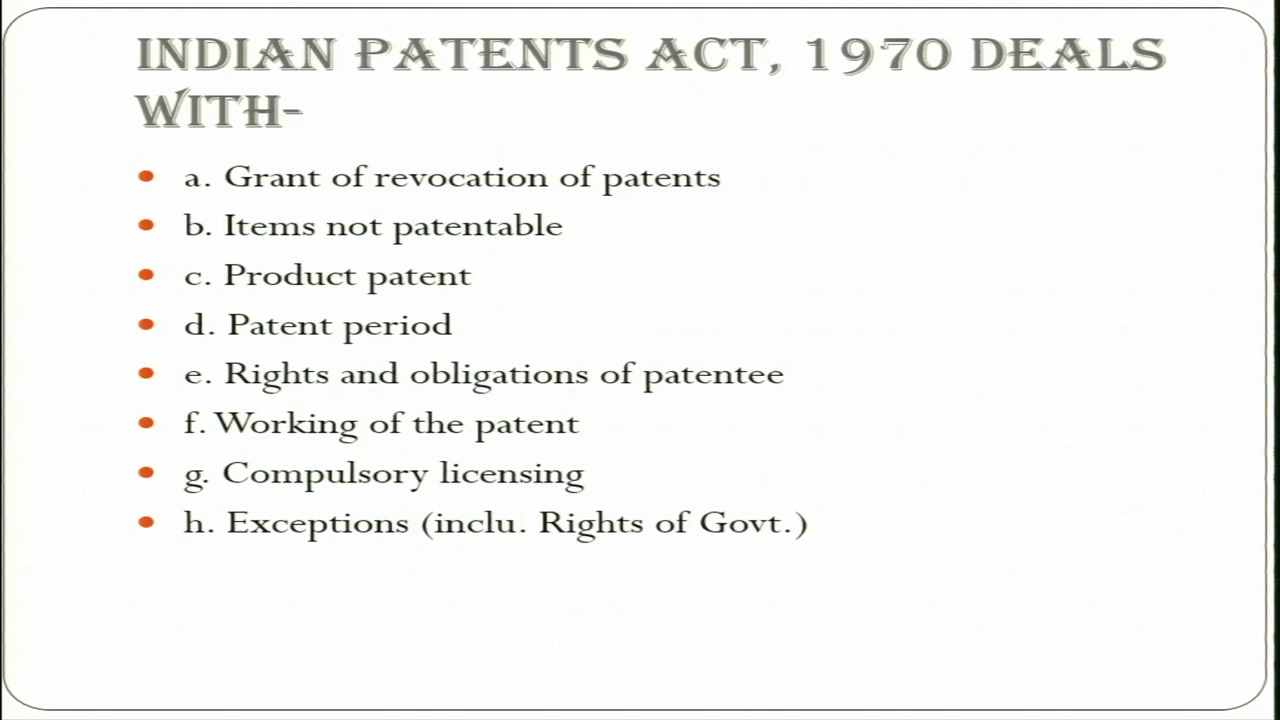 INDIAN PATENTS ACT, 1970 DEALS
WITH-
• a. Grant of revocation of patents
• b. Items not patentable
• c. Product patent
• d. Patent period
• e. Rights and obligations of patentee
• f. Working of the patent
• g. Compulsory licensing
• h. Exceptions (inclu. Rights of Govt.)